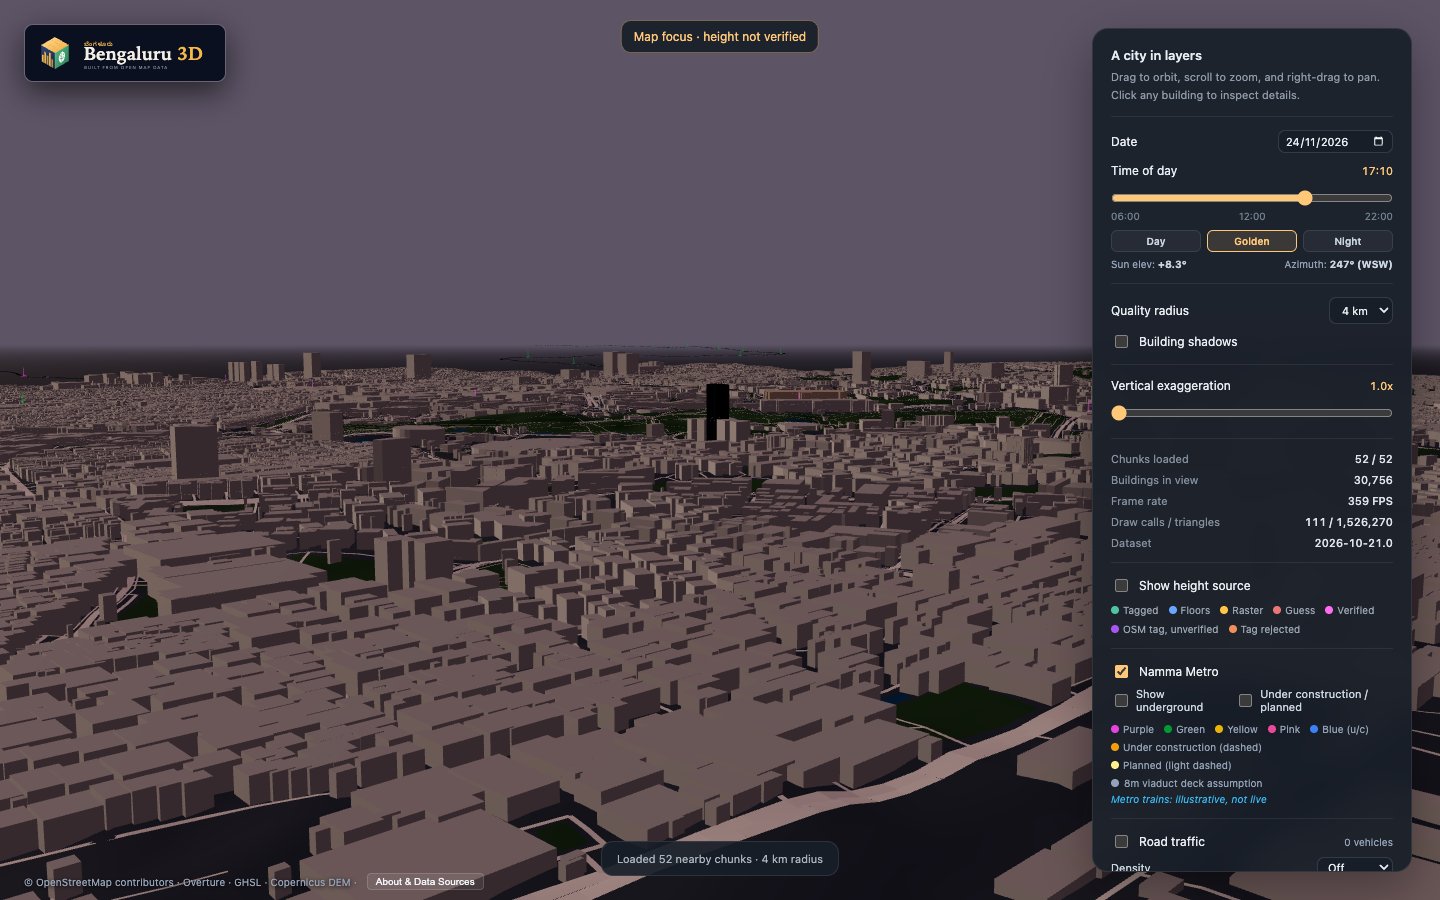 Bengaluru 3D
BUILT FROM OPEN MAP DATA
Map focus · height not verified
A city in layers
Drag to orbit, scroll to zoom, and right-drag to pan.
Click any building to inspect details.
Date 24/11/2026
Time of day 17:10
06:00 12:00 22:00
Day Golden Night
Sun elev: +8.3° Azimuth: 247° (WSW)
Quality radius 4 km
Building shadows
Vertical exaggeration 1.0x
Chunks loaded 52 / 52
Buildings in view 30,756
Frame rate 359 FPS
Draw calls / triangles 111 / 1,526,270
Dataset 2026-10-21.0
Show height source
Tagged Floors Raster Guess Verified
OSM tag, unverified Tag rejected
Namma Metro
Show underground
Under construction / planned
Purple Green Yellow Pink Blue (u/c)
Under construction (dashed)
Planned (light dashed)
8m viaduct deck assumption
Metro trains: illustrative, not live
Road traffic 0 vehicles
Density Off
Loaded 52 nearby chunks · 4 km radius
© OpenStreetMap contributors · Overture · GHSL · Copernicus DEM · About & Data Sources